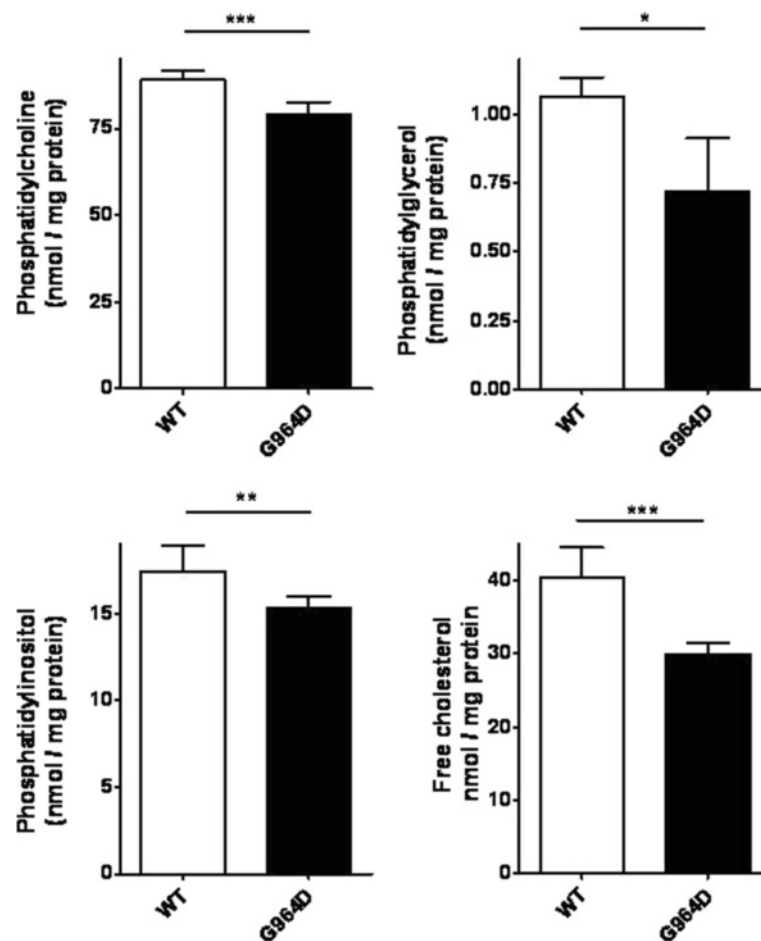 ***
Phosphatidylcholine
(nmol / mg protein)
75
50
25
0
WT
G964D
*
Phosphatidylglycerol
(nmol / mg protein)
1.00
0.75
0.50
0.25
0.00
WT
G964D
**
Phosphatidylinositol
(nmol / mg protein)
15
10
5
0
WT
G964D
***
Free cholesterol
nmol / mg protein
40
30
20
10
0
WT
G964D